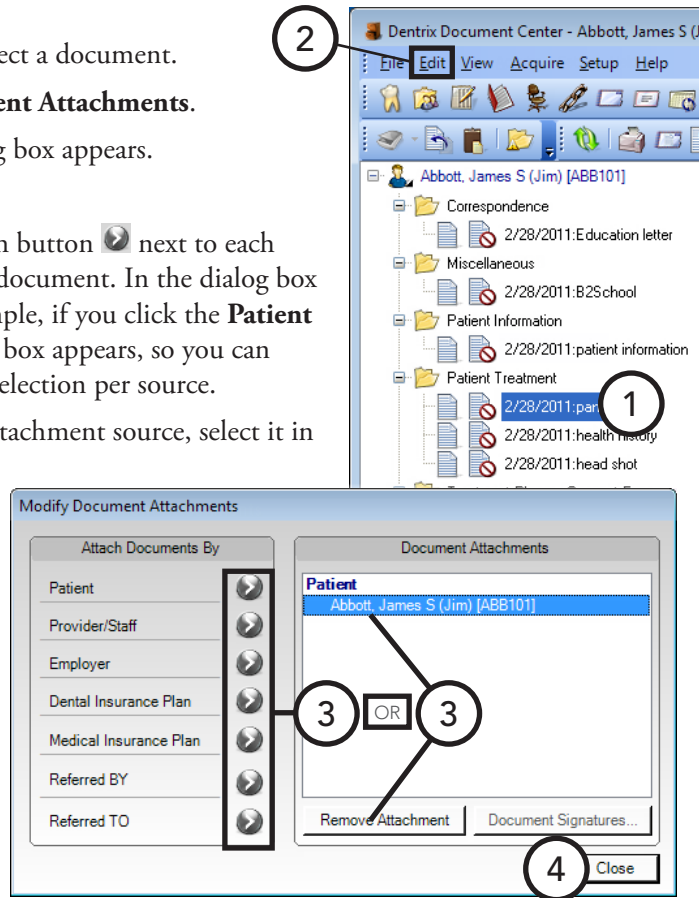 ect a document.
ent Attachments.
g box appears.
n button next to each
document. In the dialog box
ple, if you click the Patient
box appears, so you can
election per source.
ttachment source, select it in
2
Dentrix Document Center - Abbott, James S (J
File Edit View Acquire Setup Help
Abbott, James S (Jim) [ABB101]
Correspondence
2/28/2011:Education letter
Miscellaneous
2/28/2011:B2School
Patient Information
2/28/2011:patient information
Patient Treatment
2/28/2011:pan
1
2/28/2011:health history
2/28/2011:head shot
Modify Document Attachments
Attach Documents By
Patient
Provider/Staff
Employer
Dental Insurance Plan
Medical Insurance Plan
Referred BY
Referred TO
3
OR
3
Document Attachments
Patient
Abbott, James S (Jim) [ABB101]
Remove Attachment Document Signatures...
4
Close